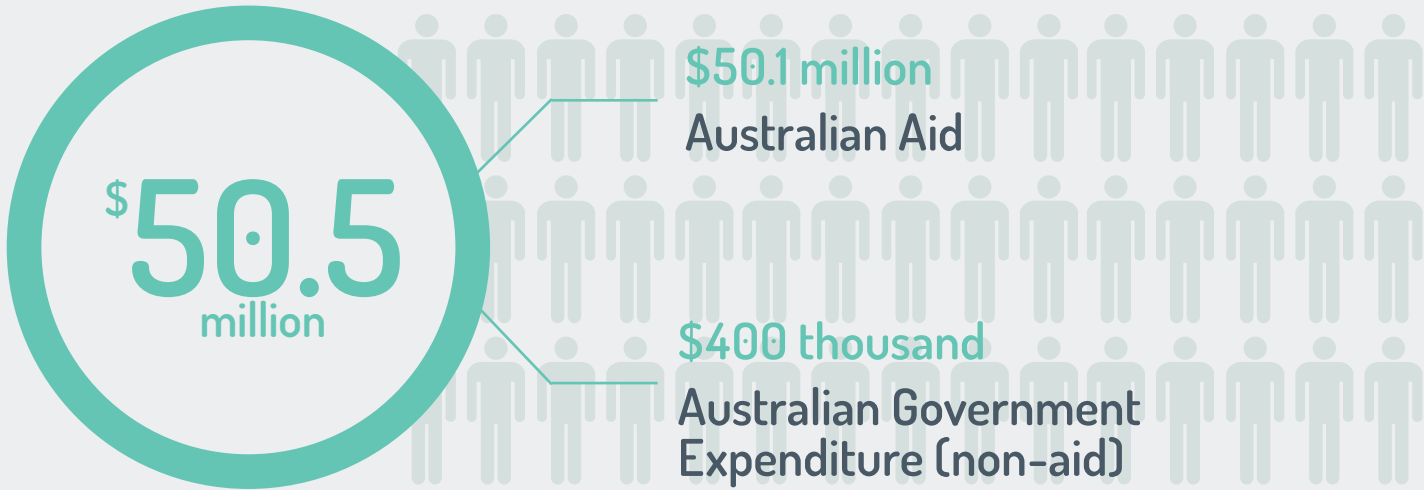 $50.5
million
$50.1 million
Australian Aid
$400 thousand
Australian Government
Expenditure (non-aid)